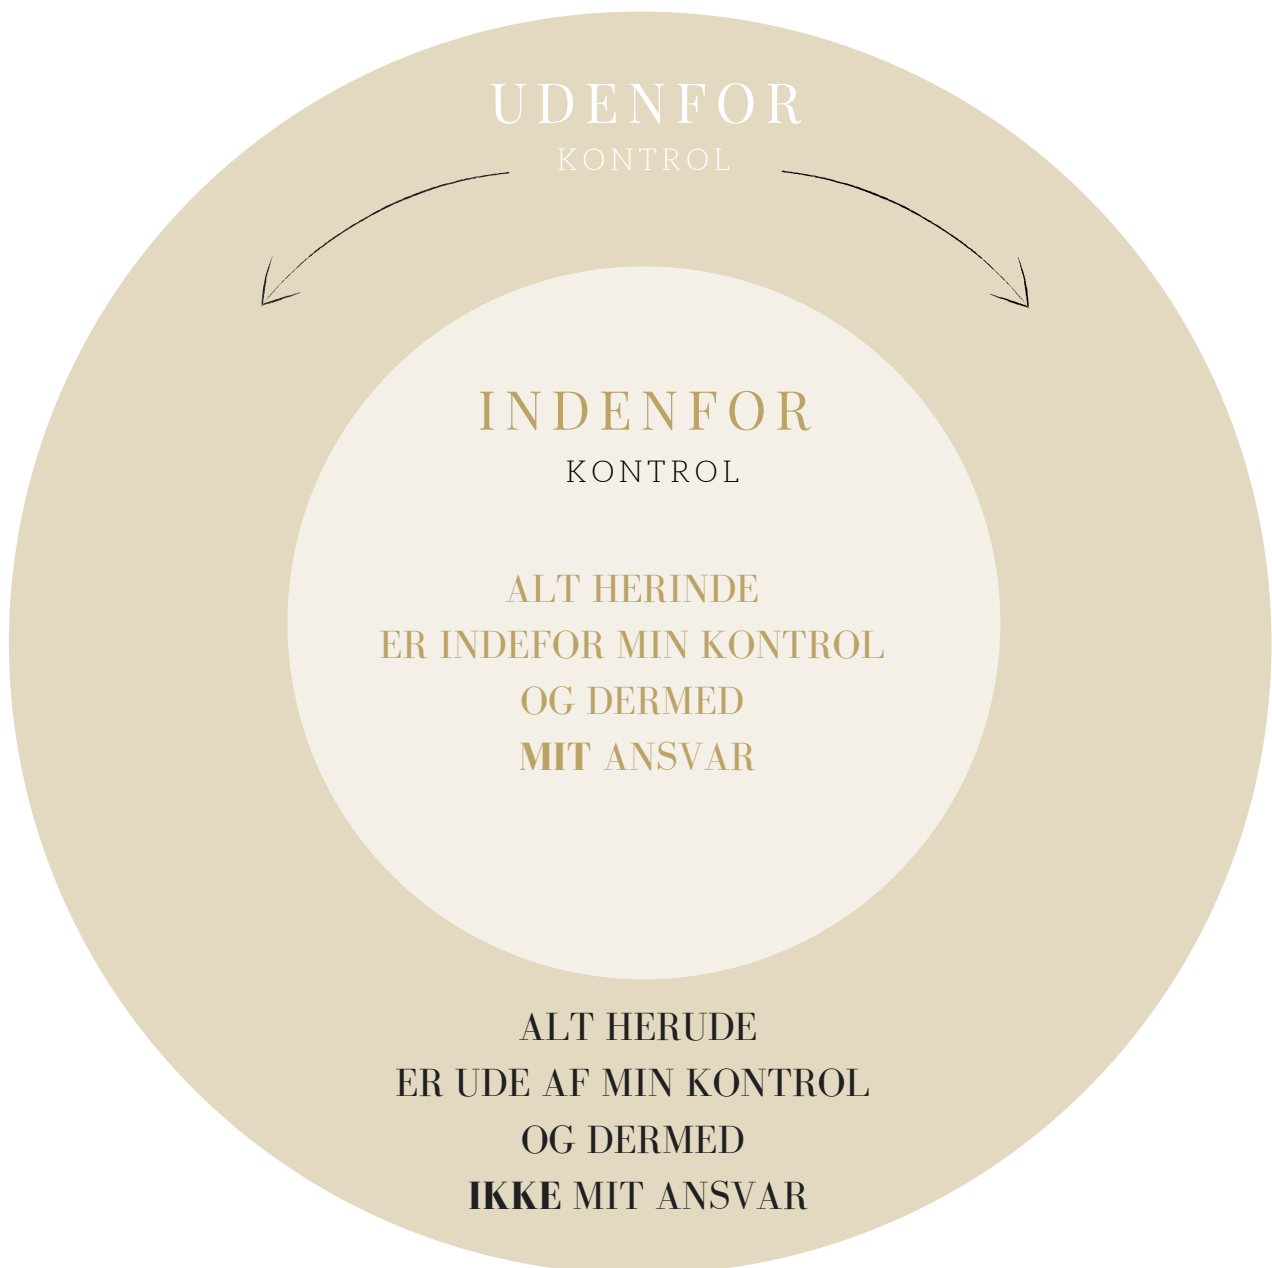 UDENFOR
KONTROL
INDENFOR
KONTROL
ALT HERINDE
ER INDEFOR MIN KONTROL
OG DERMED
MIT ANSVAR
ALT HERUDE
ER UDE AF MIN KONTROL
OG DERMED
IKKE MIT ANSVAR